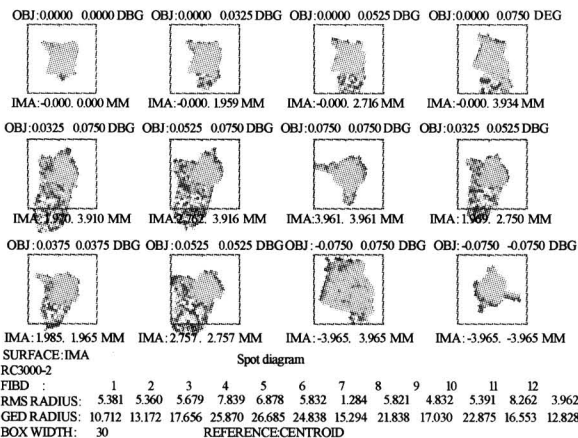 OBJ:0.0000 0.0000 DBG OBJ:0.0000 0.0325 DBG OBJ:0.0000 0.0525 DBG OBJ:0.0000 0.0750 DEG
IMA:-0.000. 0.000 MM IMA:-0.000. 1.959 MM IMA:-0.000. 2.716 MM IMA:-0.000. 3.934 MM
OBJ:0.0325 0.0750 DBG OBJ:0.0525 0.0750 DBG OBJ:0.0750 0.0750 DBG OBJ:0.0325 0.0525 DBG
IMA: 3.910 MM IMA: 3.916 MM IMA:3.961. 3.961 MM IMA: 2.750 MM
OBJ:0.0375 0.0375 DBG OBJ:0.0525 0.0525 DBG OBJ:-0.0750 0.0750 DBG OBJ:-0.0750 -0.0750 DBG
IMA:1.985. 1.965 MM IMA:2.757. 2.757 MM IMA:-3.965. 3.965 MM IMA:-3.965. -3.965 MM
SURFACE:IMA
Spot diagram
RC3000-2
FIBD : 1 2 3 4 5 6 7 8 9 10 11 12
RMS RADIUS: 5.381 5.360 5.679 7.839 6.878 5.832 1.284 5.821 4.832 5.391 8.262 3.962
GED RADIUS: 10.712 13.172 17.656 25.870 26.685 24.838 15.294 21.838 17.030 22.875 16.553 12.828
BOX WIDTH: 30 REFERENCE:CENTROID